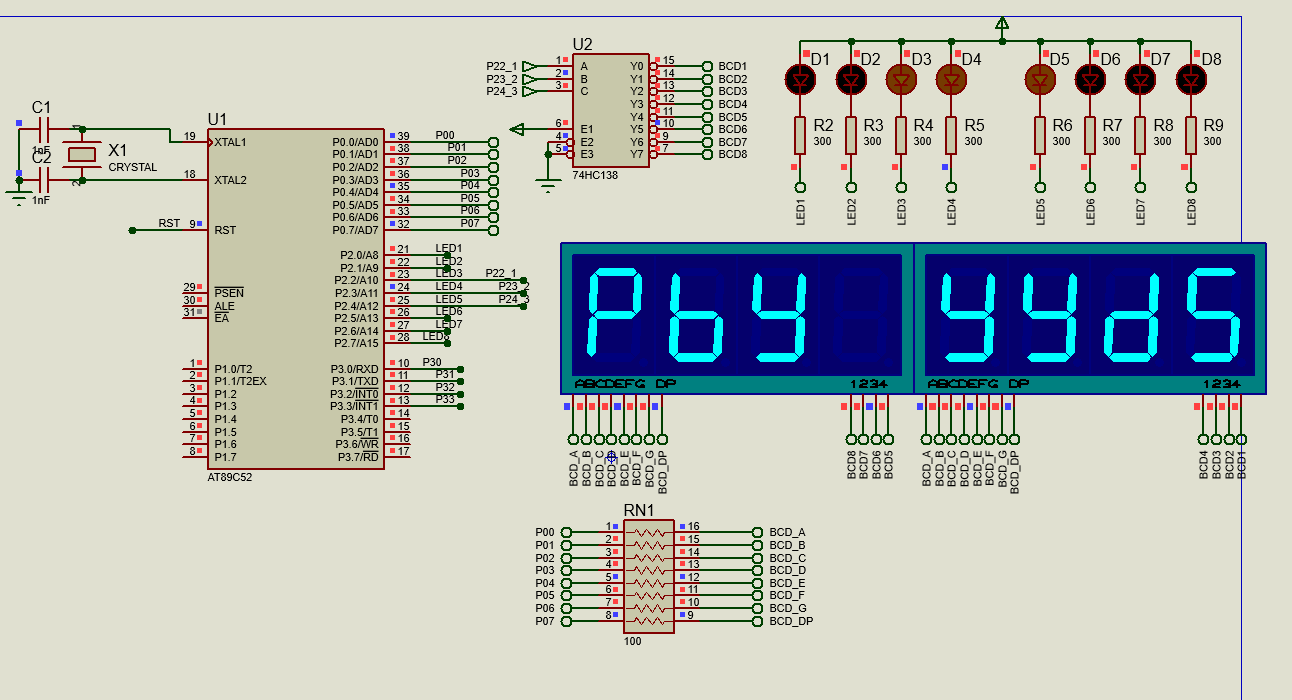 U2
P22_1 1 A Y0 15 BCD1
P23_2 2 B Y1 14 BCD2
P24_3 3 C Y2 13 BCD3
Y3 12 BCD4
Y4 11 BCD5
6 E1 Y5 10 BCD6
4 E2 Y6 9 BCD7
5 E3 Y7 7 BCD8
74HC138
D1 D2 D3 D4 D5 D6 D7 D8
R2 R3 R4 R5 R6 R7 R8 R9
300 300 300 300 300 300 300 300
LED1 LED2 LED3 LED4 LED5 LED6 LED7 LED8
C1
1nF
C2
1nF
X1
CRYSTAL
1
2
U1
19 XTAL1
18 XTAL2
RST 9 RST
29 PSEN
30 ALE
31 EA
1 P1.0/T2
2 P1.1/T2EX
3 P1.2
4 P1.3
5 P1.4
6 P1.5
7 P1.6
8 P1.7
P0.0/AD0 39 P00
P0.1/AD1 38 P01
P0.2/AD2 37 P02
P0.3/AD3 36 P03
P0.4/AD4 35 P04
P0.5/AD5 34 P05
P0.6/AD6 33 P06
P0.7/AD7 32 P07
P2.0/A8 21 LED1
P2.1/A9 22 LED2
P2.2/A10 23 LED3 P22_1
P2.3/A11 24 LED4 P23_2
P2.4/A12 25 LED5 P24_3
P2.5/A13 26 LED6
P2.6/A14 27 LED7
P2.7/A15 28 LED8
P3.0/RXD 10 P30
P3.1/TXD 11 P31
P3.2/INT0 12 P32
P3.3/INT1 13 P33
P3.4/T0 14
P3.5/T1 15
P3.6/WR 16
P3.7/RD 17
AT89C52
Pby yyd5
ABCDEFG DP 1234 ABCDEFG DP 1234
BCD_A BCD_B BCD_C BCD_D BCD_E BCD_F BCD_G BCD_DP BCD8 BCD7 BCD6 BCD5 BCD_A BCD_B BCD_C BCD_D BCD_E BCD_F BCD_G BCD_DP BCD4 BCD3 BCD2 BCD1
RN1
P00 1 16 BCD_A
P01 2 15 BCD_B
P02 3 14 BCD_C
P03 4 13 BCD_D
P04 5 12 BCD_E
P05 6 11 BCD_F
P06 7 10 BCD_G
P07 8 9 BCD_DP
100